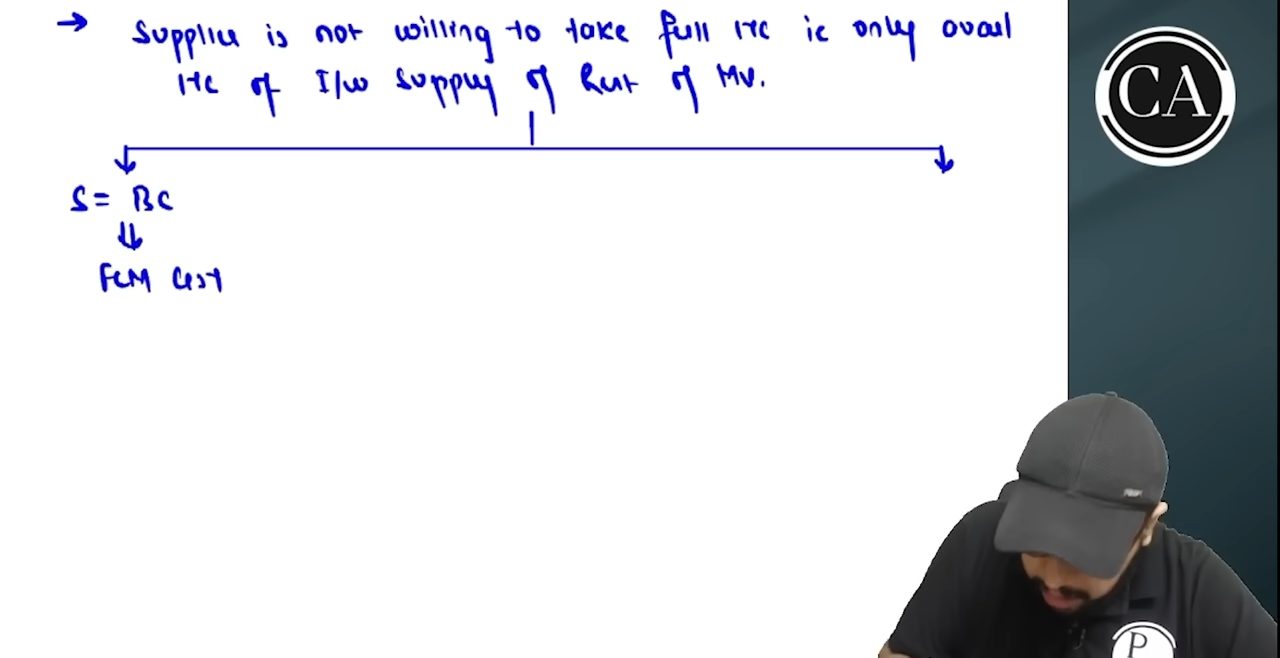 → Supplier is not willing to take full ITC ie only avail
ITC of I/w supply of Rent of MV.
S = BC
FCM GST
CA
P